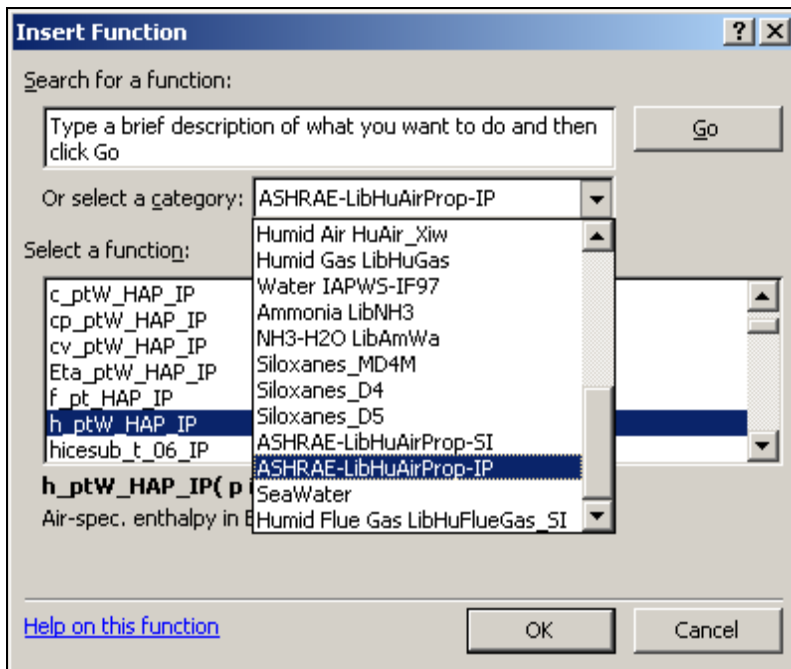 Insert Function
Search for a function:
Type a brief description of what you want to do and then
click Go
Go
Or select a category:
ASHRAE-LibHuAirProp-IP
Humid Air HuAir_Xiw
Humid Gas LibHuGas
Water IAPWS-IF97
Ammonia LibNH3
NH3-H2O LibAmWa
Siloxanes_MD4M
Siloxanes_D4
Siloxanes_D5
ASHRAE-LibHuAirProp-SI
ASHRAE-LibHuAirProp-IP
SeaWater
Humid Flue Gas LibHuFlueGas_SI
Select a function:
c_ptW_HAP_IP
cp_ptW_HAP_IP
cv_ptW_HAP_IP
Eta_ptW_HAP_IP
f_pt_HAP_IP
h_ptW_HAP_IP
hicesub_t_06_IP
h_ptW_HAP_IP( p
Air-spec. enthalpy in
Help on this function
OK
Cancel